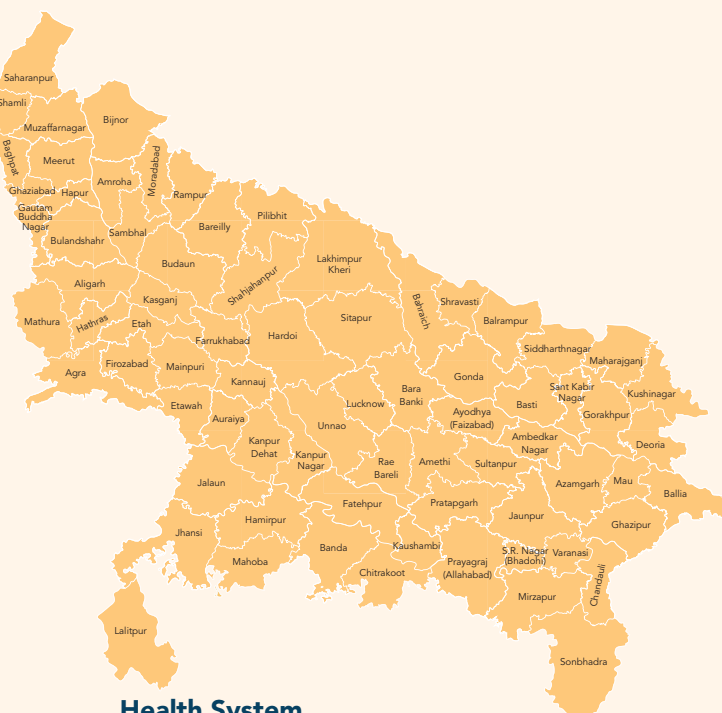 Saharanpur
Shamli
Muzaffarnagar
Bijnor
Baghpat
Meerut
Moradabad
Amroha
Ghaziabad
Hapur
Rampur
Gautam
Buddha
Nagar
Bulandshahr
Sambhal
Bareilly
Pilibhit
Budaun
Lakhimpur
Kheri
Aligarh
Shahjahanpur
Kasganj
Bahraich
Shravasti
Mathura
Hathras
Etah
Sitapur
Balrampur
Farrukhabad
Hardoi
Siddharthnagar
Maharajganj
Agra
Firozabad
Mainpuri
Kannauj
Gonda
Sant Kabir
Nagar
Kushinagar
Bara
Banki
Etawah
Lucknow
Basti
Gorakhpur
Auraiya
Unnao
Ayodhya
(Faizabad)
Ambedkar
Nagar
Deoria
Kanpur
Dehat
Kanpur
Nagar
Rae
Bareli
Amethi
Sultanpur
Jalaun
Azamgarh
Mau
Ballia
Fatehpur
Pratapgarh
Jaunpur
Hamirpur
Ghazipur
Jhansi
Banda
Kaushambi
Mahoba
Chitrakoot
Prayagraj
(Allahabad)
S.R. Nagar
(Bhadohi)
Varanasi
Chandauli
Mirzapur
Lalitpur
Sonbhadra
Health System